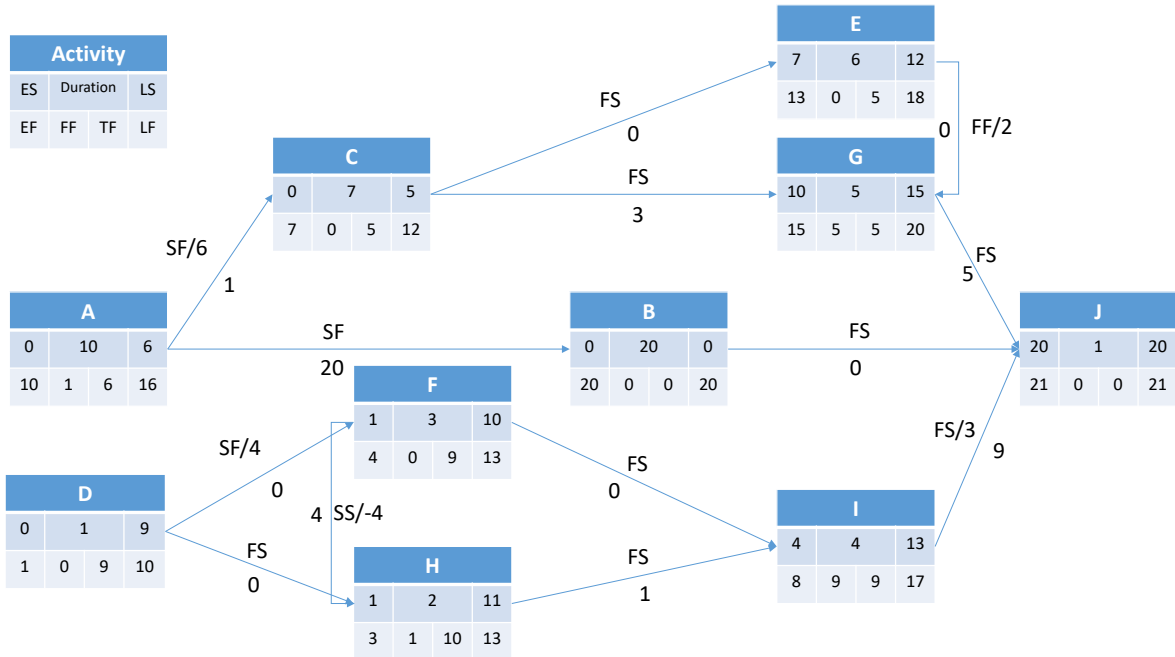 Activity
ES Duration LS
EF FF TF LF
E
7 6 12
13 0 5 18
FS
0
0 FF/2
C
0 7 5
7 0 5 12
FS
3
G
10 5 15
15 5 5 20
SF/6
1
FS
5
A
0 10 6
10 1 6 16
SF
20
B
0 20 0
20 0 0 20
FS
0
J
20 1 20
21 0 0 21
F
1 3 10
4 0 9 13
SF/4
0
FS
0
FS/3
9
D
0 1 9
1 0 9 10
4 SS/-4
FS
0
H
1 2 11
3 1 10 13
FS
1
I
4 4 13
8 9 9 17